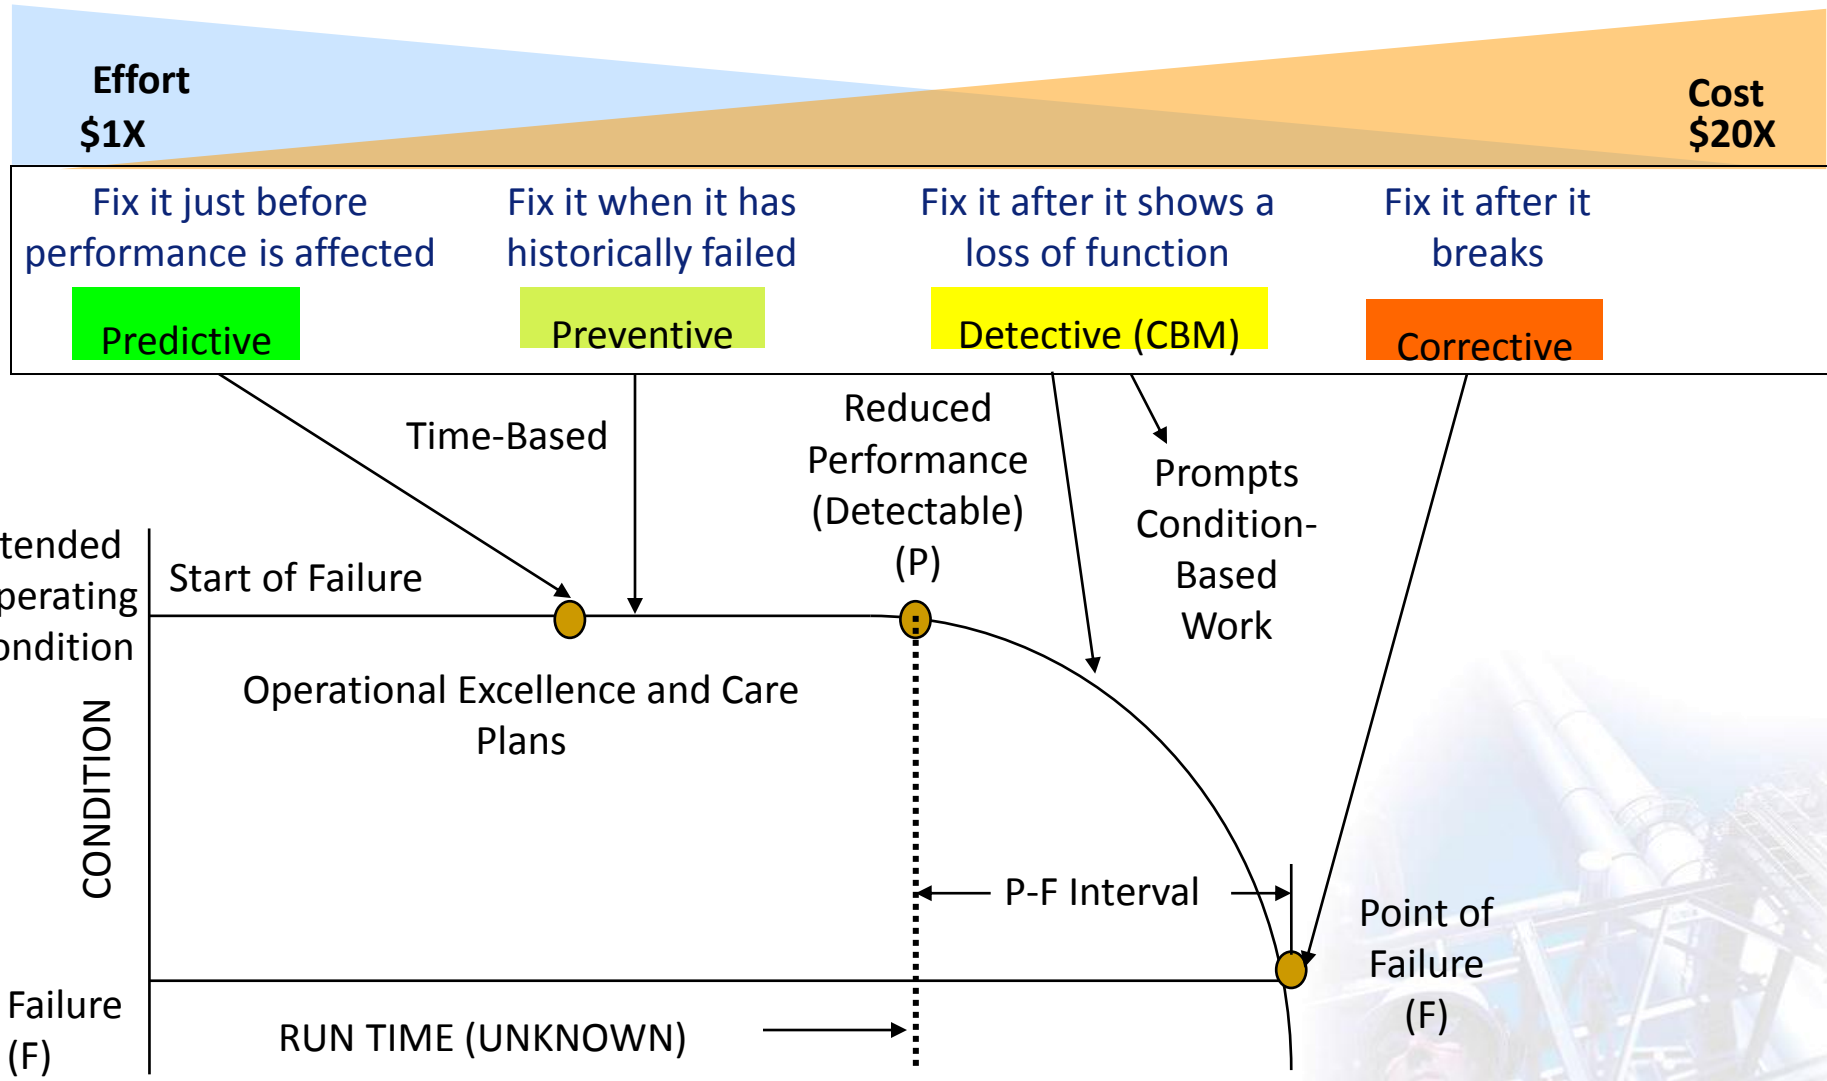 Effort
$1X
Cost
$20X
Fix it just before
performance is affected
Predictive
Fix it when it has
historically failed
Preventive
Fix it after it shows a
loss of function
Detective (CBM)
Fix it after it
breaks
Corrective
Time-Based
Reduced
Performance
(Detectable)
(P)
Prompts
Condition-
Based
Work
tended
perating
ondition
Start of Failure
Operational Excellence and Care
Plans
CONDITION
P-F Interval
Point of
Failure
(F)
Failure
(F)
RUN TIME (UNKNOWN)